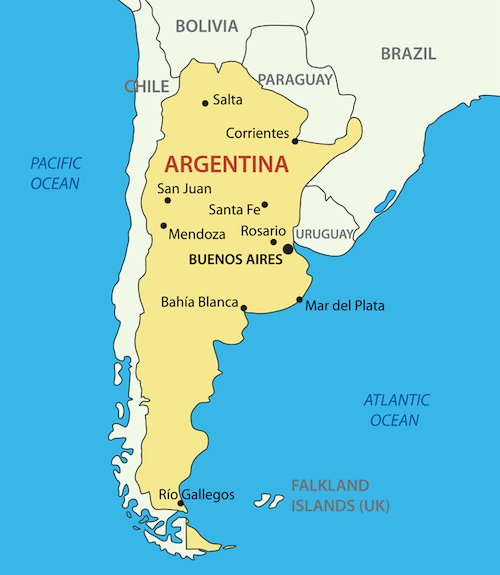 BOLIVIA
BRAZIL
PARAGUAY
CHILE
Salta
Corrientes
PACIFIC
OCEAN
ARGENTINA
San Juan
Santa Fe
Mendoza
Rosario
URUGUAY
BUENOS AIRES
Bahía Blanca
Mar del Plata
ATLANTIC
OCEAN
Río Gallegos
FALKLAND
ISLANDS (UK)